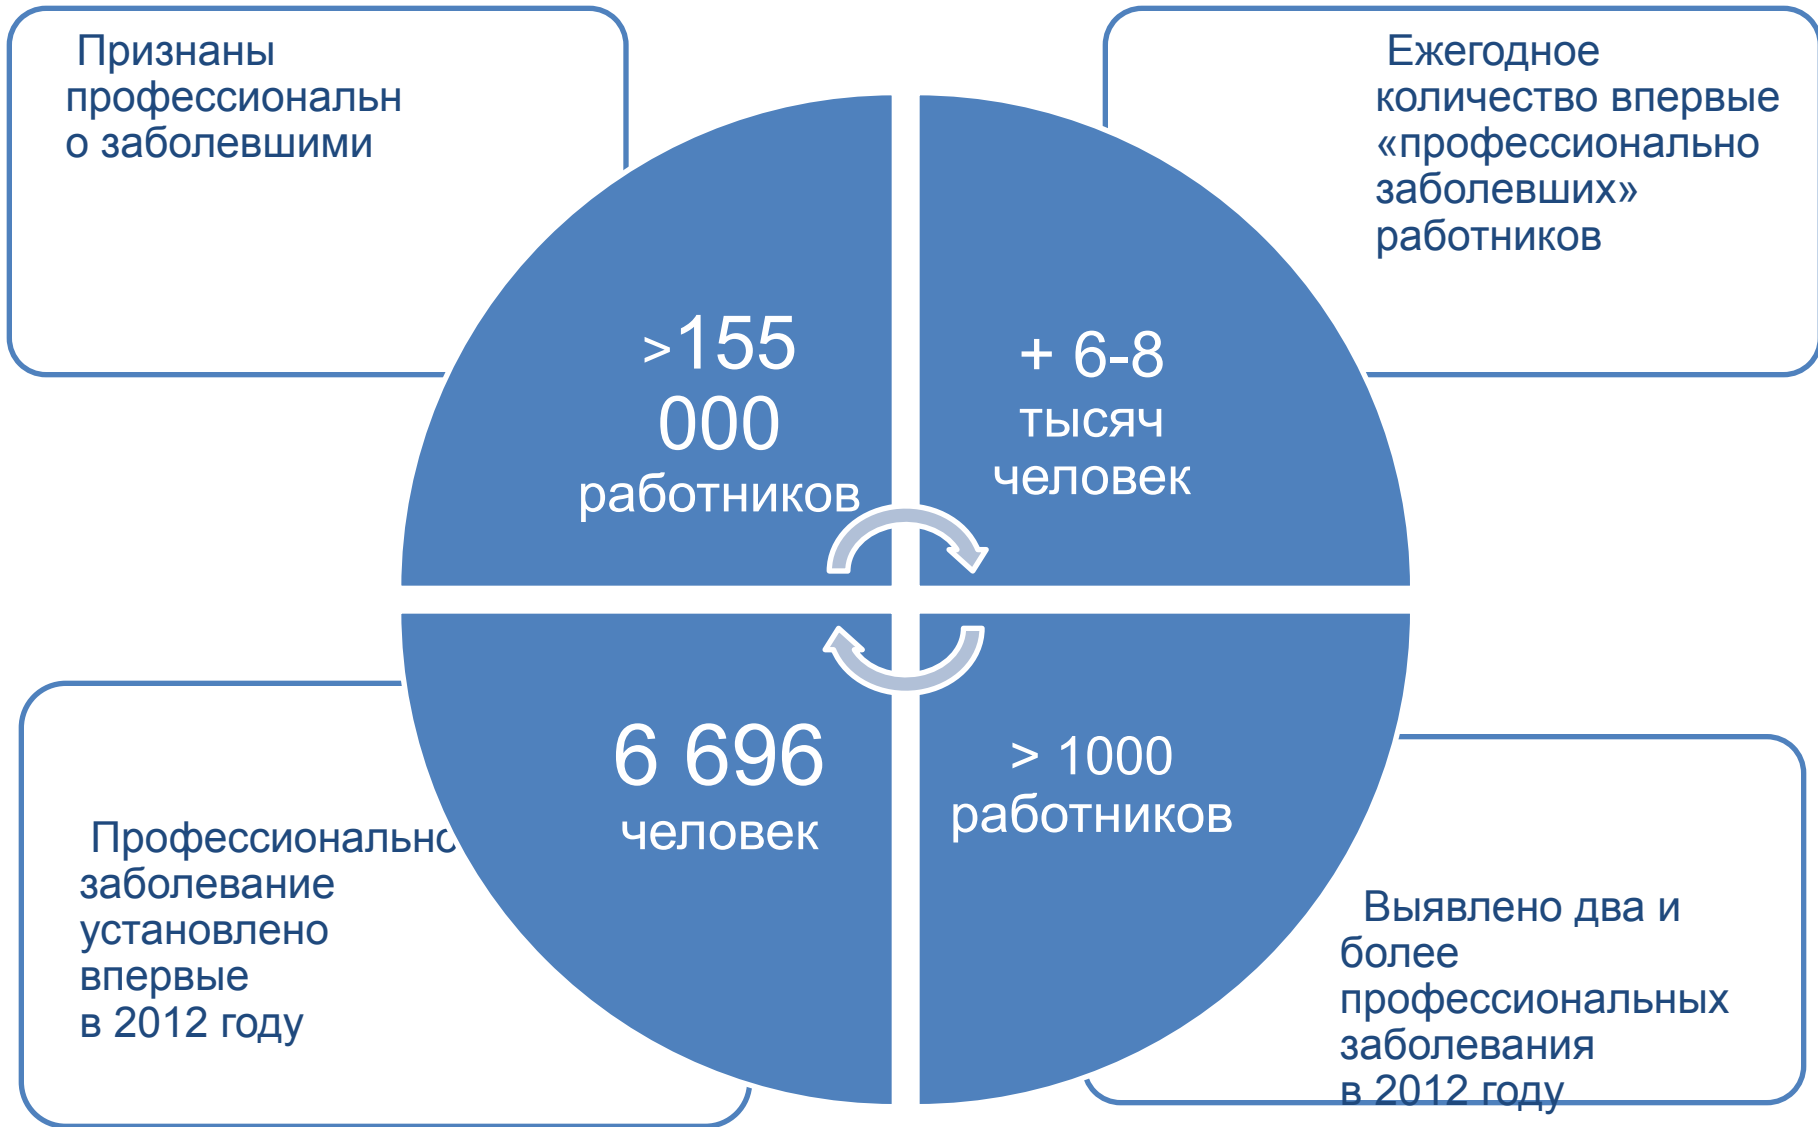 Признаны
профессиональн
о заболевшими
Ежегодное
количество впервые
«профессионально
заболевших»
работников
>155
000
работников
+ 6-8
тысяч
человек
6 696
человек
> 1000
работников
Профессионально
заболевание
установлено
впервые
в 2012 году
Выявлено два и
более
профессиональных
заболевания
в 2012 году